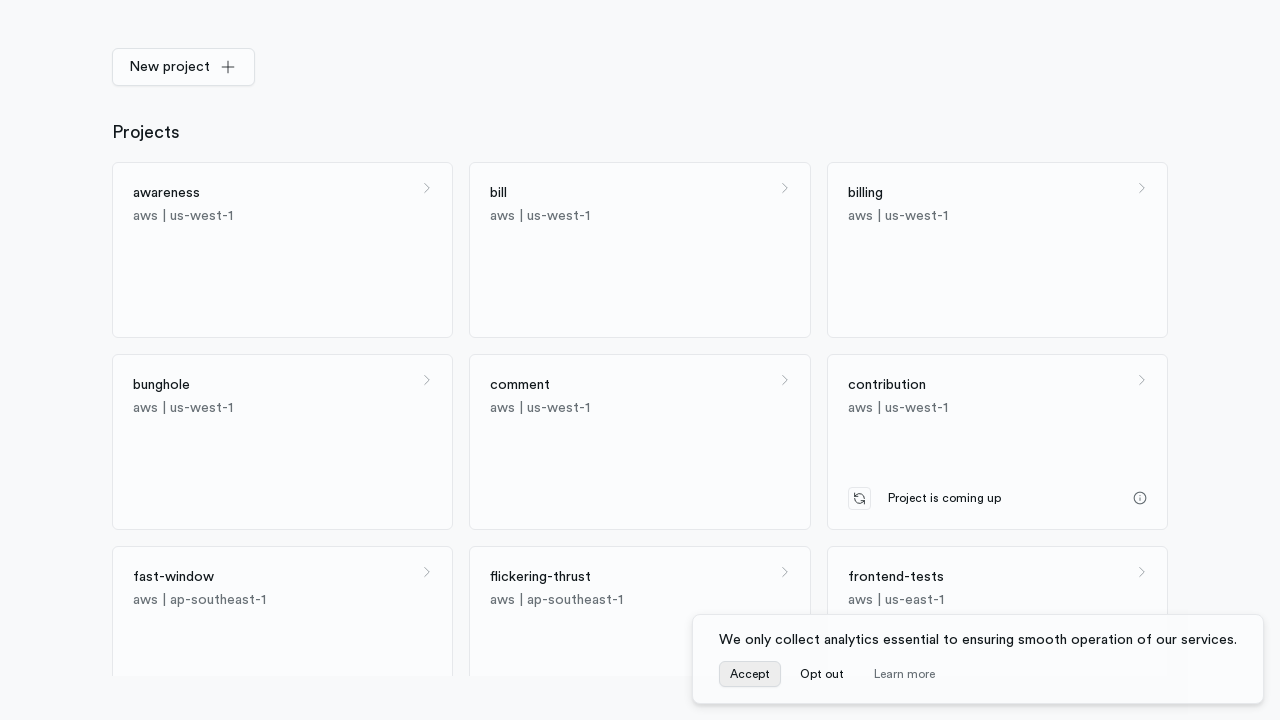 New project
Projects
awareness
aws | us-west-1
bill
aws | us-west-1
billing
aws | us-west-1
bunghole
aws | us-west-1
comment
aws | us-west-1
contribution
aws | us-west-1
Project is coming up
fast-window
aws | ap-southeast-1
flickering-thrust
aws | ap-southeast-1
frontend-tests
aws | us-east-1
We only collect analytics essential to ensuring smooth operation of our services.
Accept
Opt out
Learn more